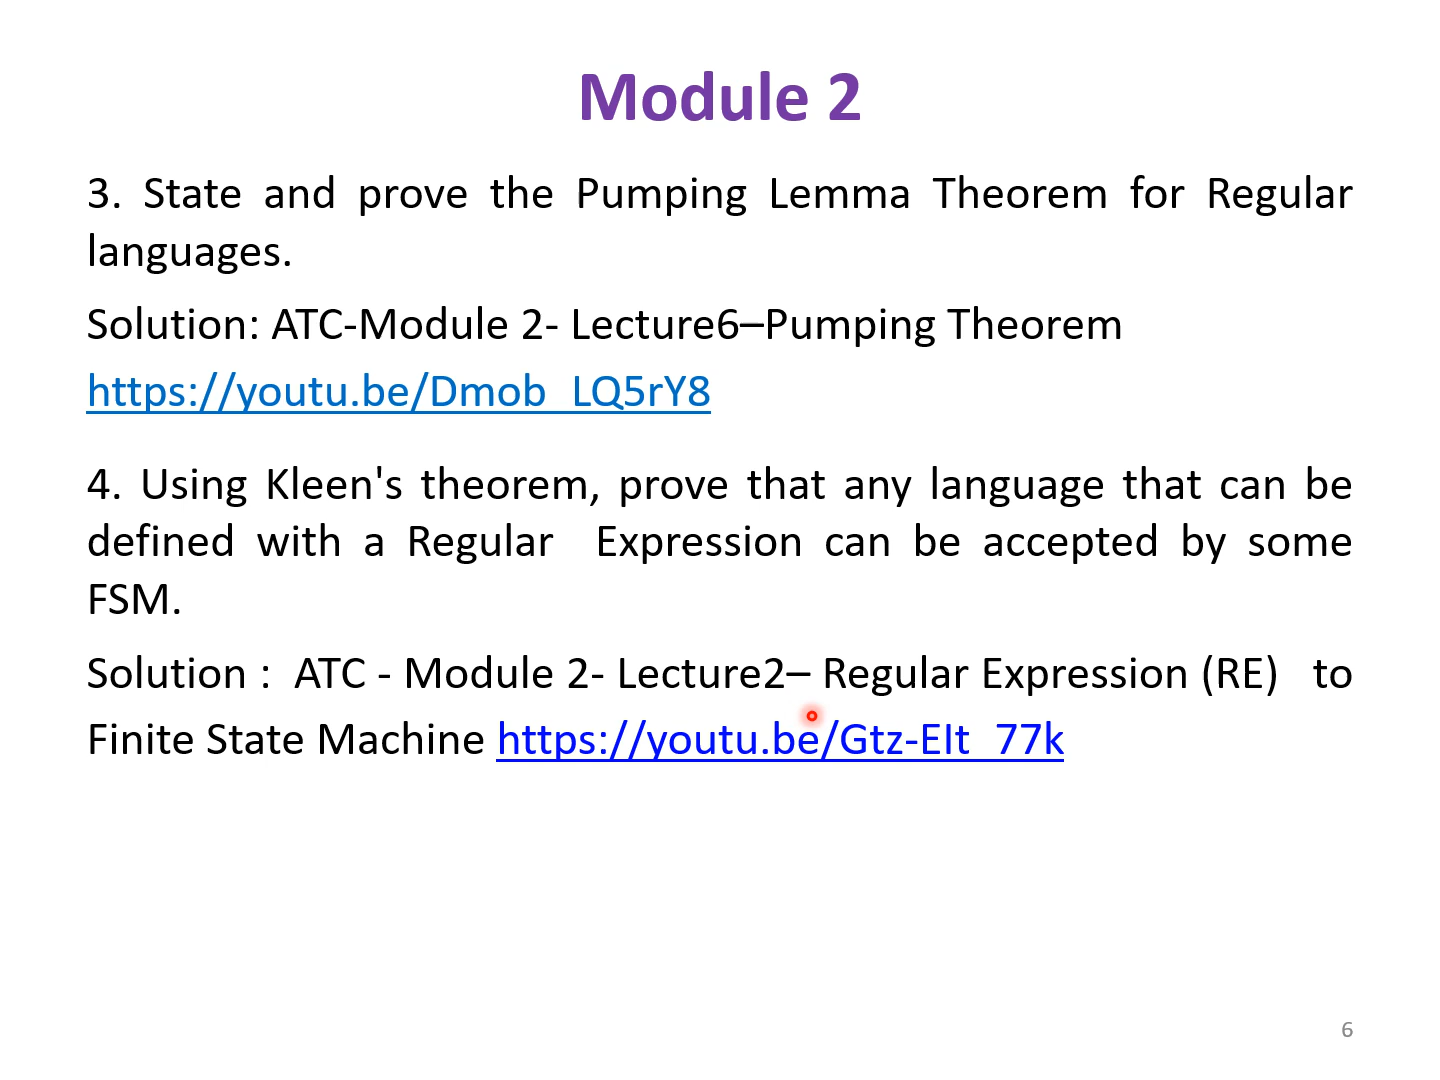 Module 2
3. State and prove the Pumping Lemma Theorem for Regular
languages.
Solution: ATC-Module 2- Lecture6–Pumping Theorem
https://youtu.be/Dmob_LQ5rY8
4. Using Kleen's theorem, prove that any language that can be
defined with a Regular Expression can be accepted by some
FSM.
Solution : ATC - Module 2- Lecture2– Regular Expression (RE) to
Finite State Machine https://youtu.be/Gtz-EIt_77k
6